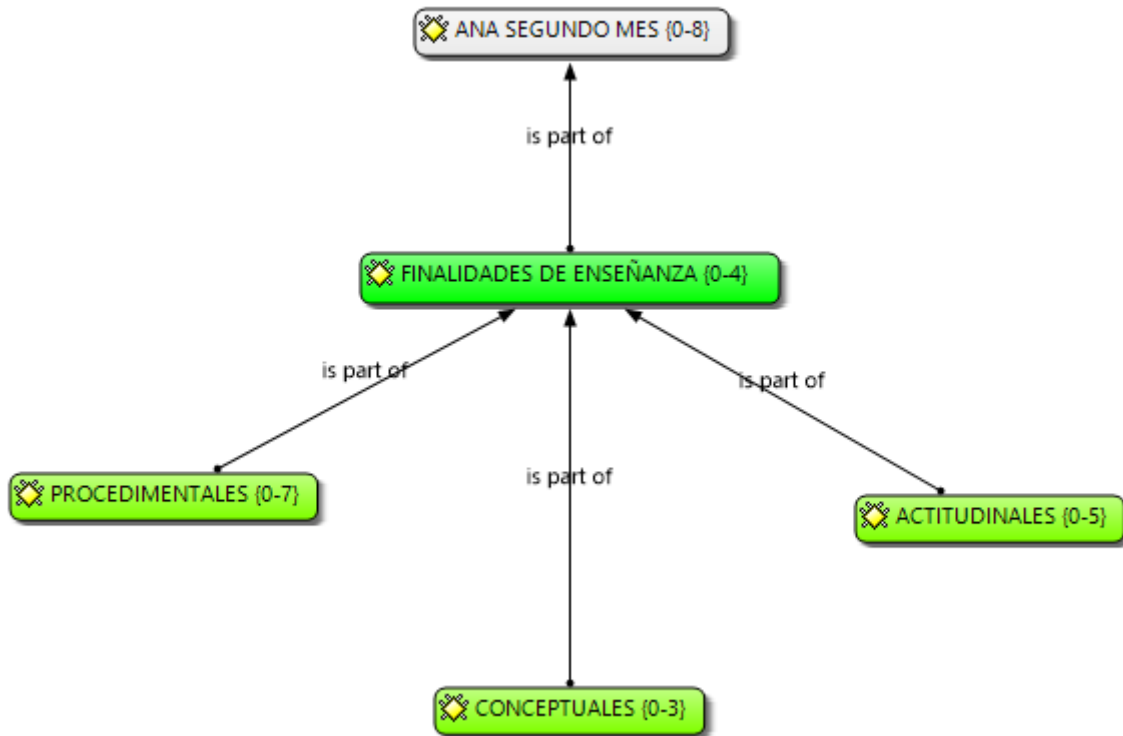 ANA SEGUNDO MES {0-8}
is part of
FINALIDADES DE ENSEÑANZA {0-4}
is part of
is part of
is part of
PROCEDIMENTALES {0-7}
ACTITUDINALES {0-5}
CONCEPTUALES {0-3}